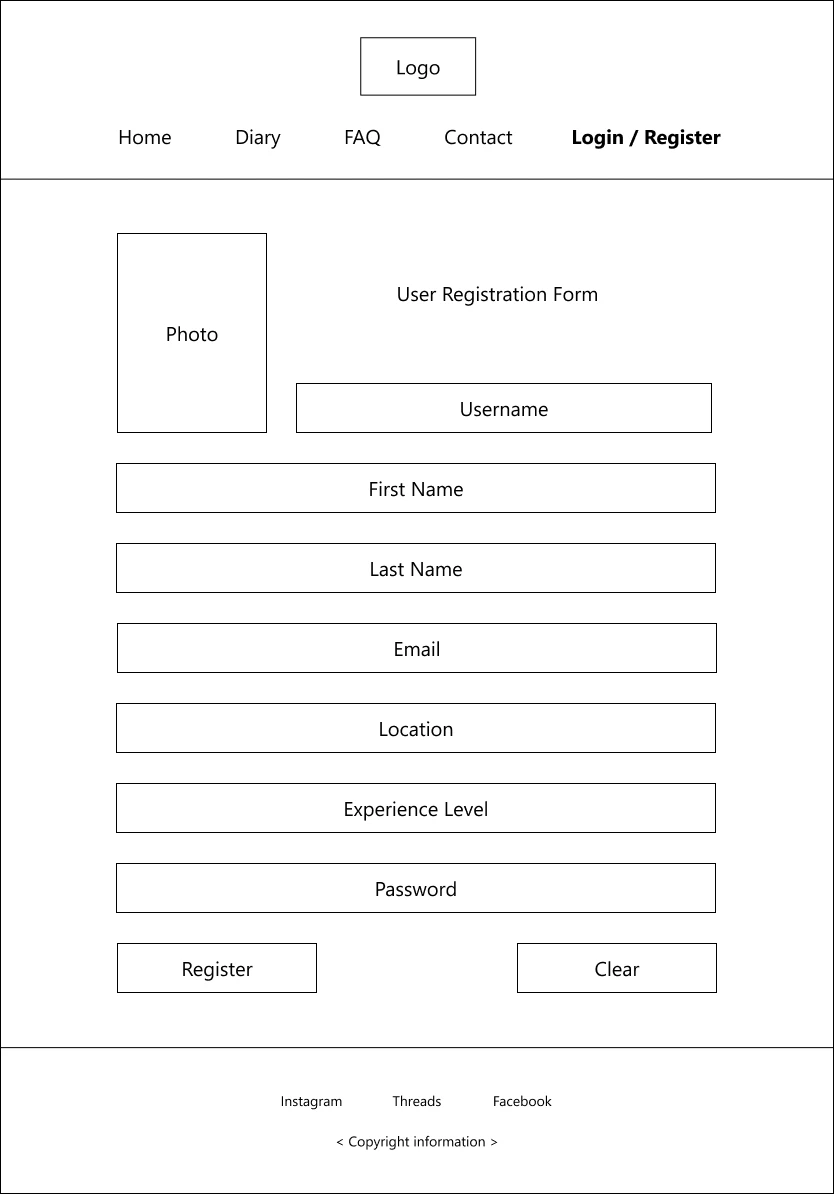 Logo
Home Diary FAQ Contact Login / Register
Photo
User Registration Form
Username
First Name
Last Name
Email
Location
Experience Level
Password
Register Clear
Instagram Threads Facebook
< Copyright information >